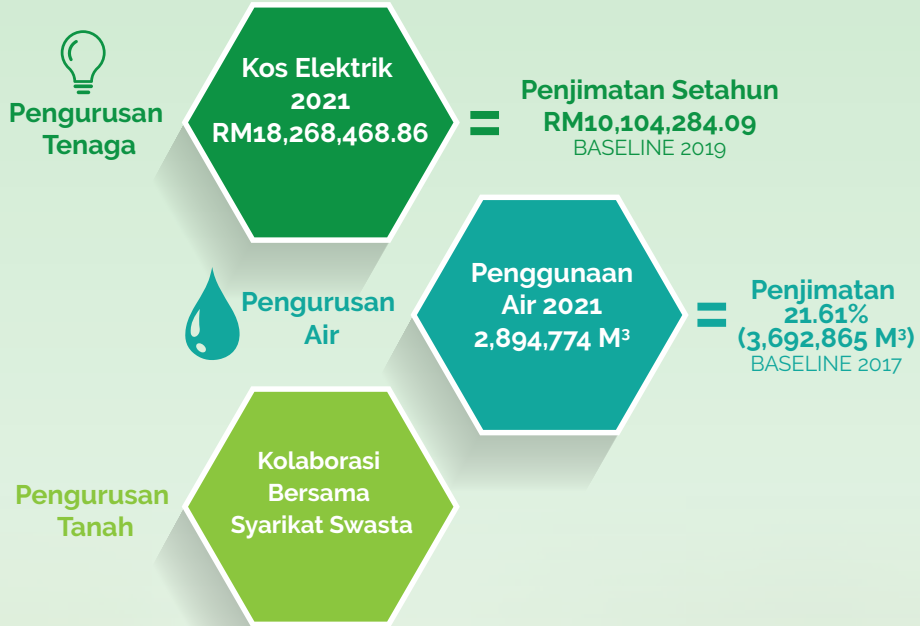 Pengurusan
Tenaga
Kos Elektrik
2021
RM18,268,468.86
=
Penjimatan Setahun
RM10,104,284.09
BASELINE 2019
Pengurusan
Air
Penggunaan
Air 2021
2,894,774 M³
=
Penjimatan
21.61%
(3,692,865 M³)
BASELINE 2017
Pengurusan
Tanah
Kolaborasi
Bersama
Syarikat Swasta